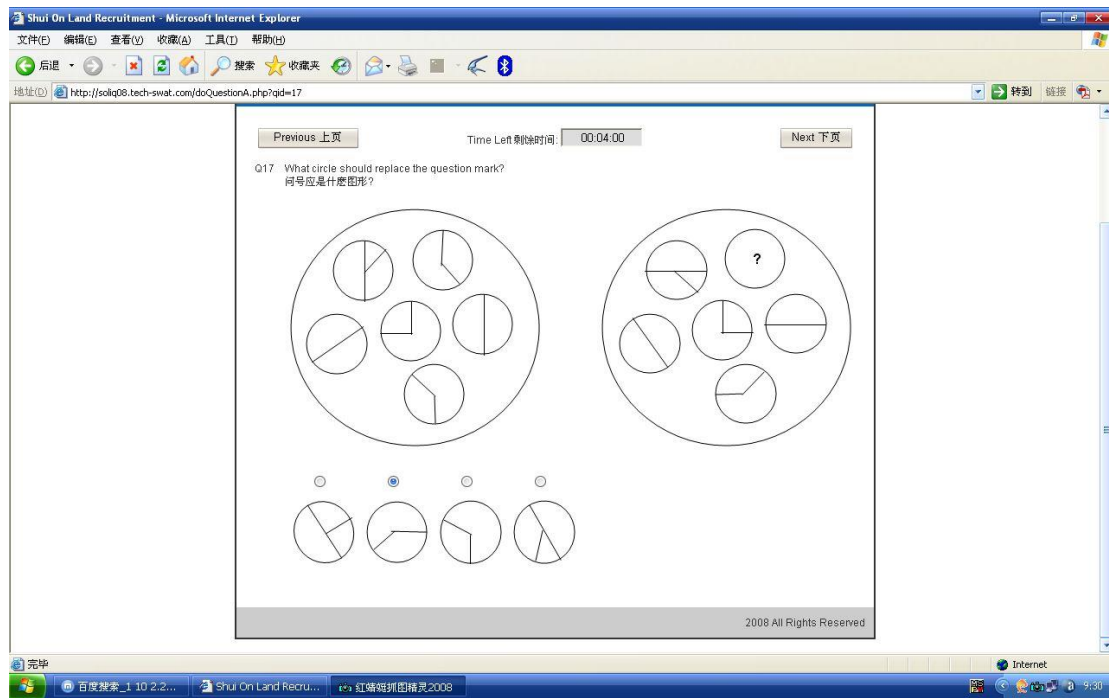 Shui On Land Recruitment - Microsoft Internet Explorer
文件(F) 编辑(E) 查看(V) 收藏(A) 工具(T) 帮助(H)
后退 搜索 收藏夹
地址(D) http://soliq08.tech-swat.com/doQuestionA.php?qid=17 转到 链接
Previous 上页 Time Left 剩馀时间: 00:04:00 Next 下页
Q17 What circle should replace the question mark?
问号应是什麽图形?
?
2008 All Rights Reserved
完毕 Internet
百度搜索_1 10 2.2... Shui On Land Recru... 红蜻蜓抓图精灵2008 9:30